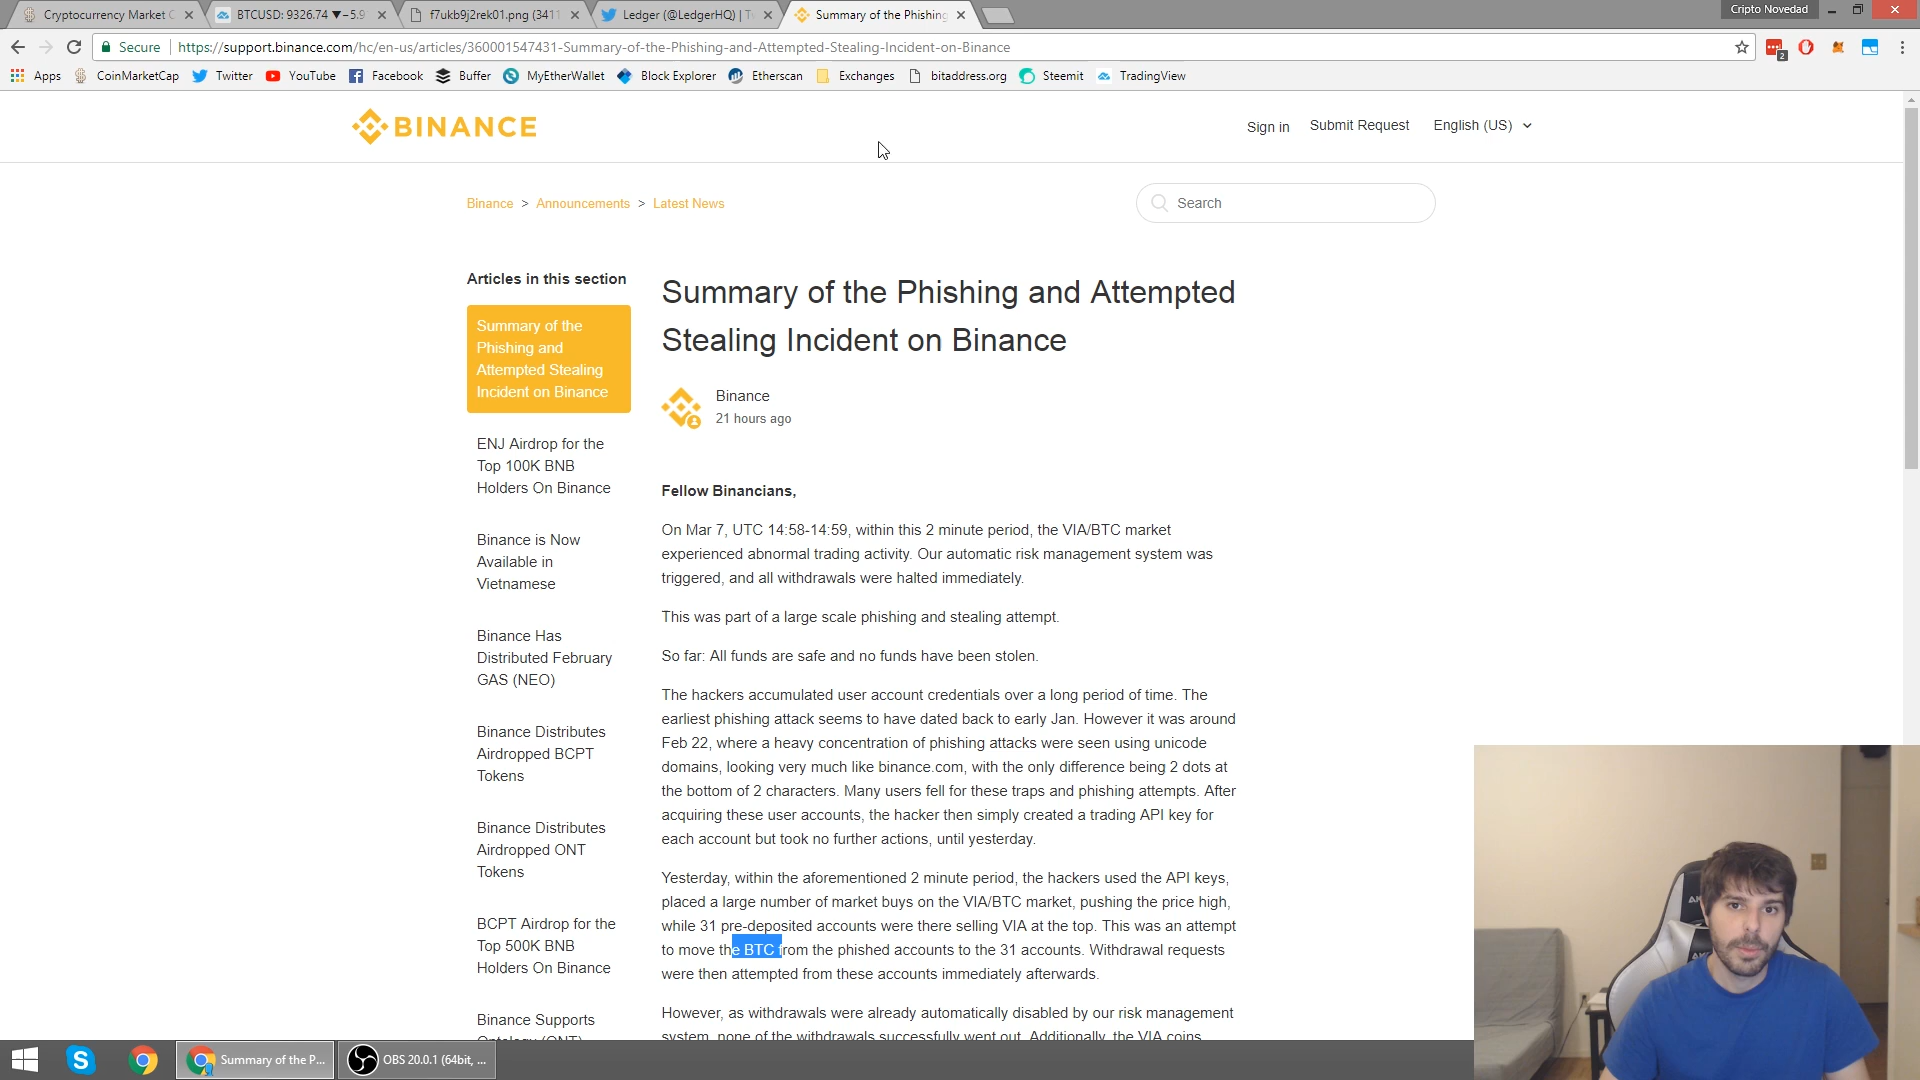 Cryptocurrency Market C
BTCUSD: 9326.74 ▼−5.9
f7ukb9j2rek01.png (3411
Ledger (@LedgerHQ) | T
Summary of the Phishing
Cripto Novedad
Secure
https://support.binance.com/hc/en-us/articles/360001547431-Summary-of-the-Phishing-and-Attempted-Stealing-Incident-on-Binance
2
Apps
CoinMarketCap
Twitter
YouTube
Facebook
Buffer
MyEtherWallet
Block Explorer
Etherscan
Exchanges
bitaddress.org
Steemit
TradingView
BINANCE
Sign in
Submit Request
English (US)
Binance > Announcements > Latest News
Search
Articles in this section
Summary of the
Phishing and
Attempted Stealing
Incident on Binance
ENJ Airdrop for the
Top 100K BNB
Holders On Binance
Binance is Now
Available in
Vietnamese
Binance Has
Distributed February
GAS (NEO)
Binance Distributes
Airdropped BCPT
Tokens
Binance Distributes
Airdropped ONT
Tokens
BCPT Airdrop for the
Top 500K BNB
Holders On Binance
Binance Supports
Ontology (ONT)
Summary of the Phishing and Attempted
Stealing Incident on Binance
Binance
21 hours ago
Fellow Binancians,
On Mar 7, UTC 14:58-14:59, within this 2 minute period, the VIA/BTC market
experienced abnormal trading activity. Our automatic risk management system was
triggered, and all withdrawals were halted immediately.
This was part of a large scale phishing and stealing attempt.
So far: All funds are safe and no funds have been stolen.
The hackers accumulated user account credentials over a long period of time. The
earliest phishing attack seems to have dated back to early Jan. However it was around
Feb 22, where a heavy concentration of phishing attacks were seen using unicode
domains, looking very much like binance.com, with the only difference being 2 dots at
the bottom of 2 characters. Many users fell for these traps and phishing attempts. After
acquiring these user accounts, the hacker then simply created a trading API key for
each account but took no further actions, until yesterday.
Yesterday, within the aforementioned 2 minute period, the hackers used the API keys,
placed a large number of market buys on the VIA/BTC market, pushing the price high,
while 31 pre-deposited accounts were there selling VIA at the top. This was an attempt
to move the BTC from the phished accounts to the 31 accounts. Withdrawal requests
were then attempted from these accounts immediately afterwards.
However, as withdrawals were already automatically disabled by our risk management
system, none of the withdrawals successfully went out. Additionally, the VIA coins
Summary of the P...
OBS 20.0.1 (64bit, ...